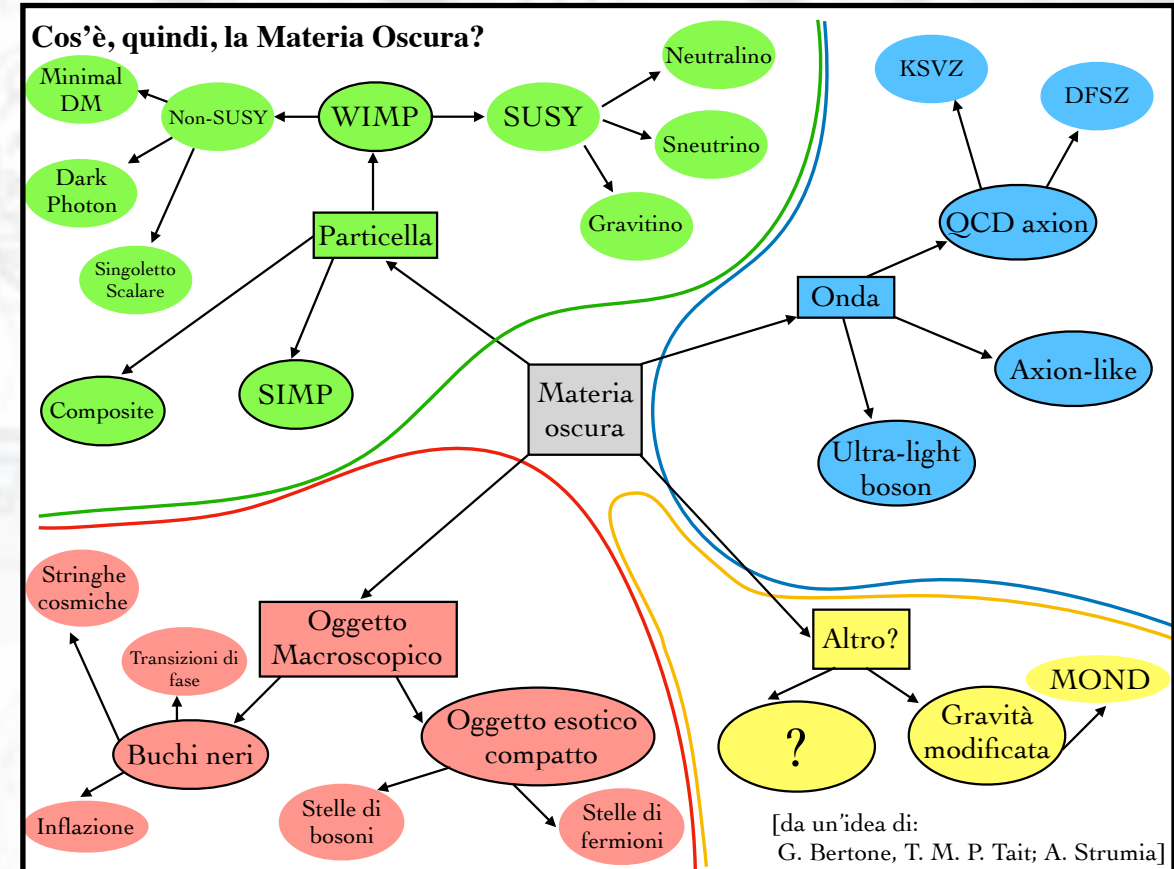 Cos'è, quindi, la Materia Oscura?
Minimal
DM
Non-SUSY
WIMP
SUSY
Neutralino
Sneutrino
Gravitino
Dark
Photon
Singoletto
Scalare
Particella
Composite
SIMP
KSVZ
DFSZ
QCD axion
Onda
Axion-like
Ultra-light
boson
Materia
oscura
Stringhe
cosmiche
Transizioni di
fase
Oggetto
Macroscopico
Buchi neri
Oggetto esotico
compatto
Inflazione
Stelle di
bosoni
Stelle di
fermioni
Altro?
?
Gravità
modificata
MOND
[da un'idea di:
G. Bertone, T. M. P. Tait; A. Strumia]